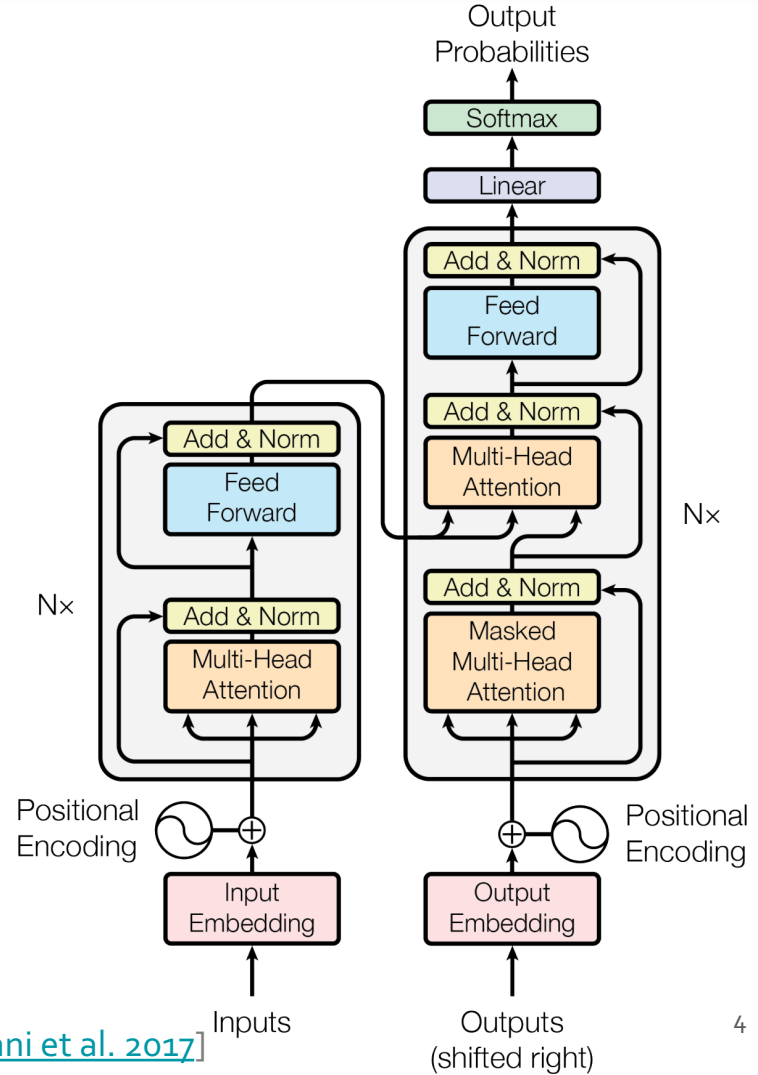 Output
Probabilities
Softmax
Linear
Add & Norm
Feed
Forward
Add & Norm
Multi-Head
Attention
Add & Norm
Masked
Multi-Head
Attention
N×
Add & Norm
Feed
Forward
Add & Norm
Multi-Head
Attention
N×
Positional
Encoding
Positional
Encoding
Input
Embedding
Output
Embedding
Inputs
Outputs
(shifted right)
et al. 2017]
4